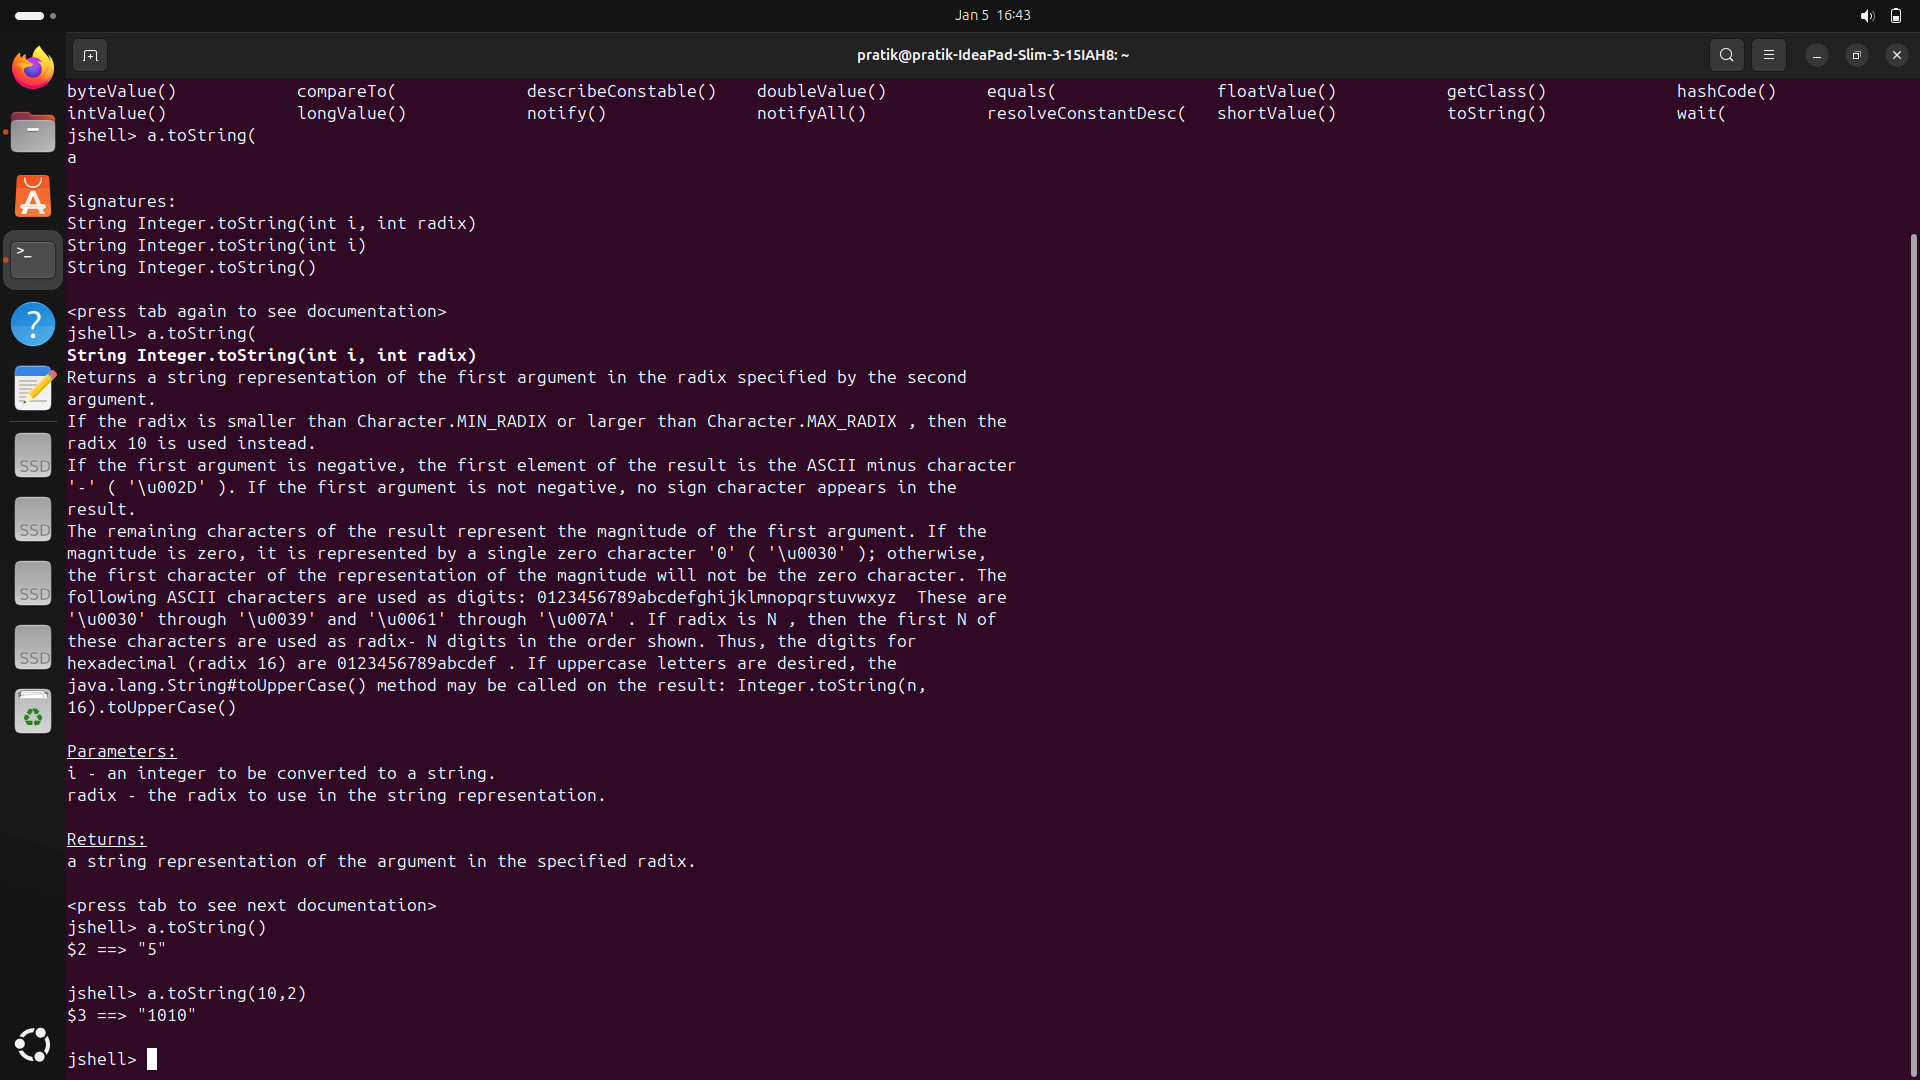 Jan 5 16:43
pratik@pratik-IdeaPad-Slim-3-15IAH8: ~
byteValue() compareTo( describeConstable() doubleValue() equals( floatValue() getClass() hashCode()
intValue() longValue() notify() notifyAll() resolveConstantDesc( shortValue() toString() wait(
jshell> a.toString(
a
Signatures:
String Integer.toString(int i, int radix)
String Integer.toString(int i)
String Integer.toString()
<press tab again to see documentation>
jshell> a.toString(
String Integer.toString(int i, int radix)
Returns a string representation of the first argument in the radix specified by the second
argument.
If the radix is smaller than Character.MIN_RADIX or larger than Character.MAX_RADIX , then the
radix 10 is used instead.
If the first argument is negative, the first element of the result is the ASCII minus character
'-' ( '\u002D' ). If the first argument is not negative, no sign character appears in the
result.
The remaining characters of the result represent the magnitude of the first argument. If the
magnitude is zero, it is represented by a single zero character '0' ( '\u0030' ); otherwise,
the first character of the representation of the magnitude will not be the zero character. The
following ASCII characters are used as digits: 0123456789abcdefghijklmnopqrstuvwxyz  These are
'\u0030' through '\u0039' and '\u0061' through '\u007A' . If radix is N , then the first N of
these characters are used as radix- N digits in the order shown. Thus, the digits for
hexadecimal (radix 16) are 0123456789abcdef . If uppercase letters are desired, the
java.lang.String#toUpperCase() method may be called on the result: Integer.toString(n,
16).toUpperCase()
Parameters:
i - an integer to be converted to a string.
radix - the radix to use in the string representation.
Returns:
a string representation of the argument in the specified radix.
<press tab to see next documentation>
jshell> a.toString()
$2 ==> "5"
jshell> a.toString(10,2)
$3 ==> "1010"
jshell>
SSD
SSD
SSD
SSD